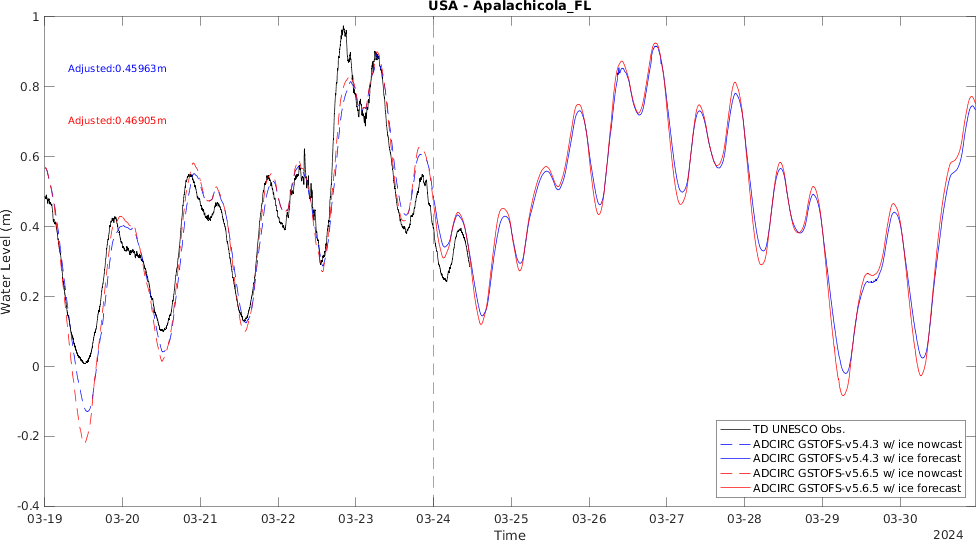 USA - Apalachicola_FL
1
0.8
0.6
0.4
0.2
0
-0.2
-0.4
Water Level (m)
Adjusted:0.45963m
Adjusted:0.46905m
TD UNESCO Obs.
ADCIRC GSTOFS-v5.4.3 w/ ice nowcast
ADCIRC GSTOFS-v5.4.3 w/ ice forecast
ADCIRC GSTOFS-v5.6.5 w/ ice nowcast
ADCIRC GSTOFS-v5.6.5 w/ ice forecast
03-19 03-20 03-21 03-22 03-23 03-24 03-25 03-26 03-27 03-28 03-29 03-30
Time
2024